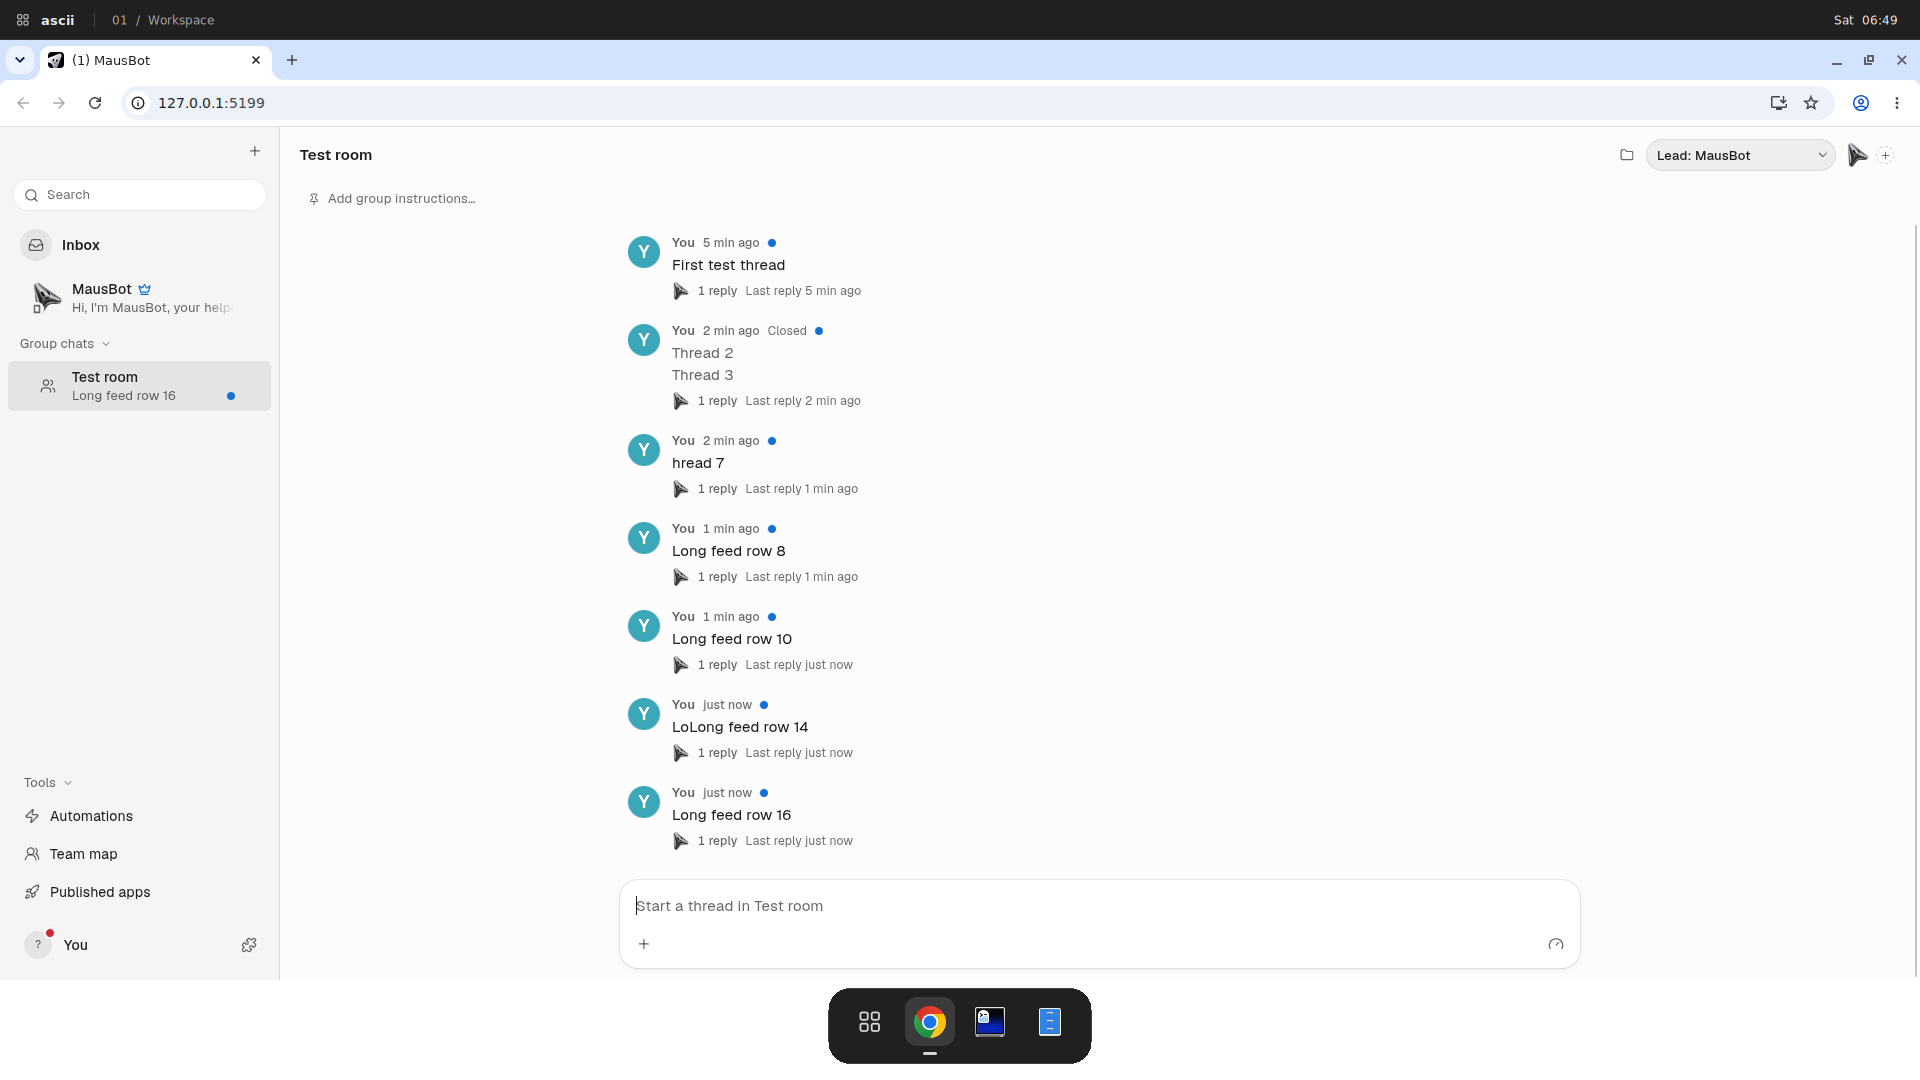 ascii 01 / Workspace Sat 06:49
(1) MausBot
127.0.0.1:5199
Test room
Lead: MausBot
Search
Add group instructions...
Inbox
MausBot
Hi, I'm MausBot, your help
Group chats
Test room
Long feed row 16
You 5 min ago
First test thread
1 reply Last reply 5 min ago
You 2 min ago Closed
Thread 2
Thread 3
1 reply Last reply 2 min ago
You 2 min ago
hread 7
1 reply Last reply 1 min ago
You 1 min ago
Long feed row 8
1 reply Last reply 1 min ago
You 1 min ago
Long feed row 10
1 reply Last reply just now
You just now
LoLong feed row 14
1 reply Last reply just now
You just now
Long feed row 16
1 reply Last reply just now
Tools
Automations
Team map
Published apps
? You
Start a thread in Test room